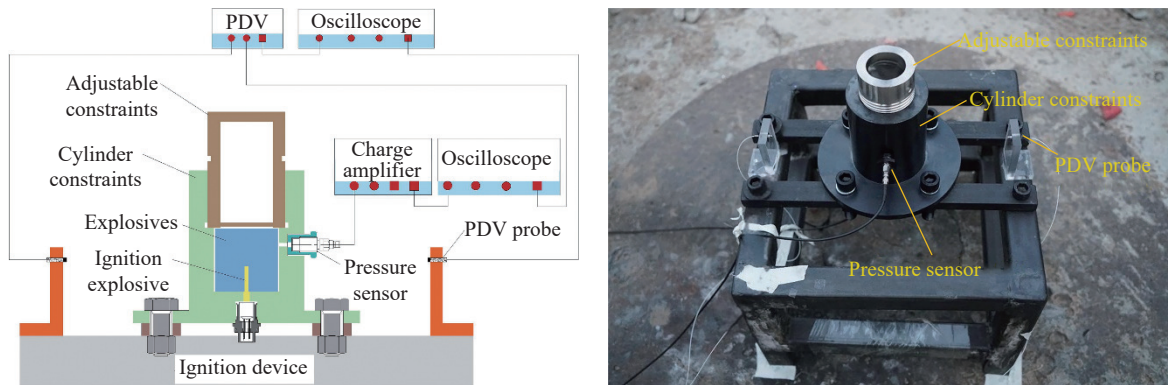 PDV
Oscilloscope
Adjustable
constraints
Cylinder
constraints
Charge
amplifier
Oscilloscope
Explosives
PDV probe
Ignition
explosive
Pressure
sensor
Ignition device
Adjustable constraints
Cylinder constraints
PDV probe
Pressure sensor